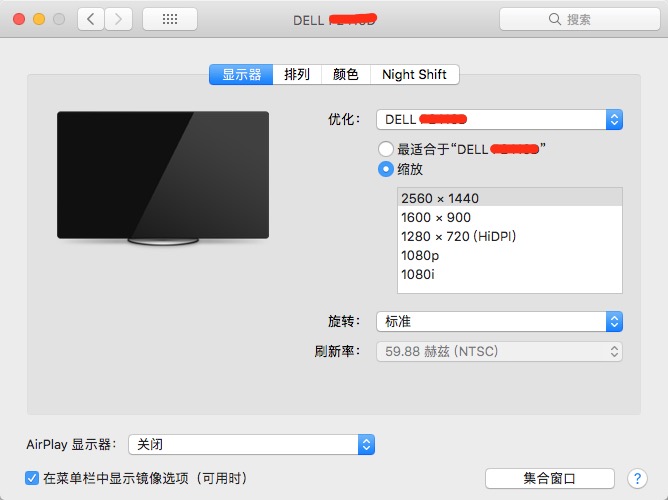 DELL
搜索
显示器 排列 颜色 Night Shift
优化： DELL
最适合于“DELL ”
缩放
2560 × 1440
1600 × 900
1280 × 720 (HiDPI)
1080p
1080i
旋转： 标准
刷新率： 59.88 赫兹 (NTSC)
AirPlay 显示器： 关闭
在菜单栏中显示镜像选项（可用时）
集合窗口 ?